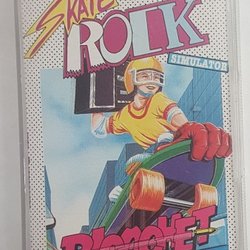 SKATE
ROCK
SIMULATOR
Ricochet